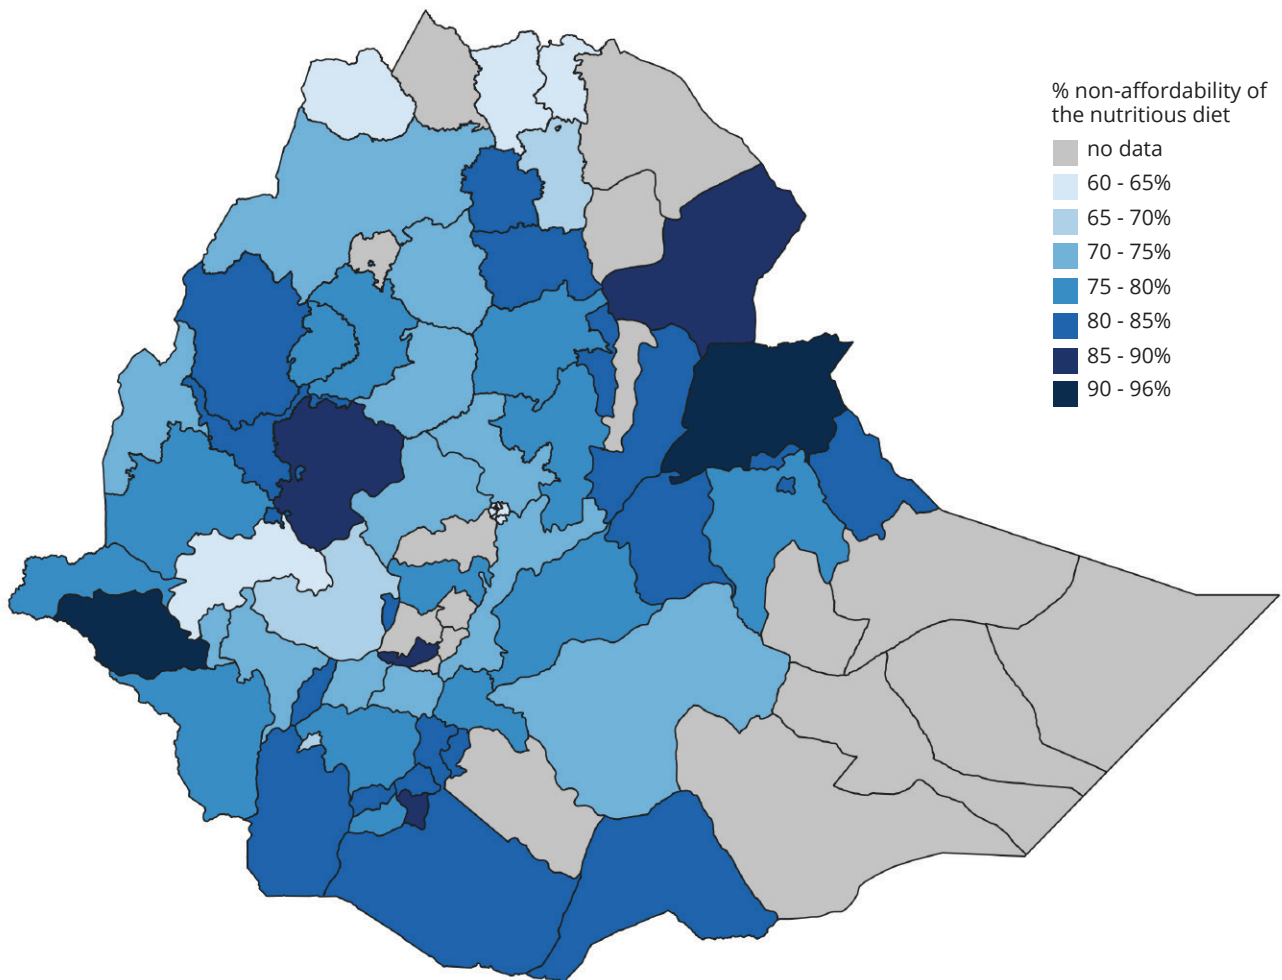 % non-affordability of
the nutritious diet
no data
60 - 65%
65 - 70%
70 - 75%
75 - 80%
80 - 85%
85 - 90%
90 - 96%